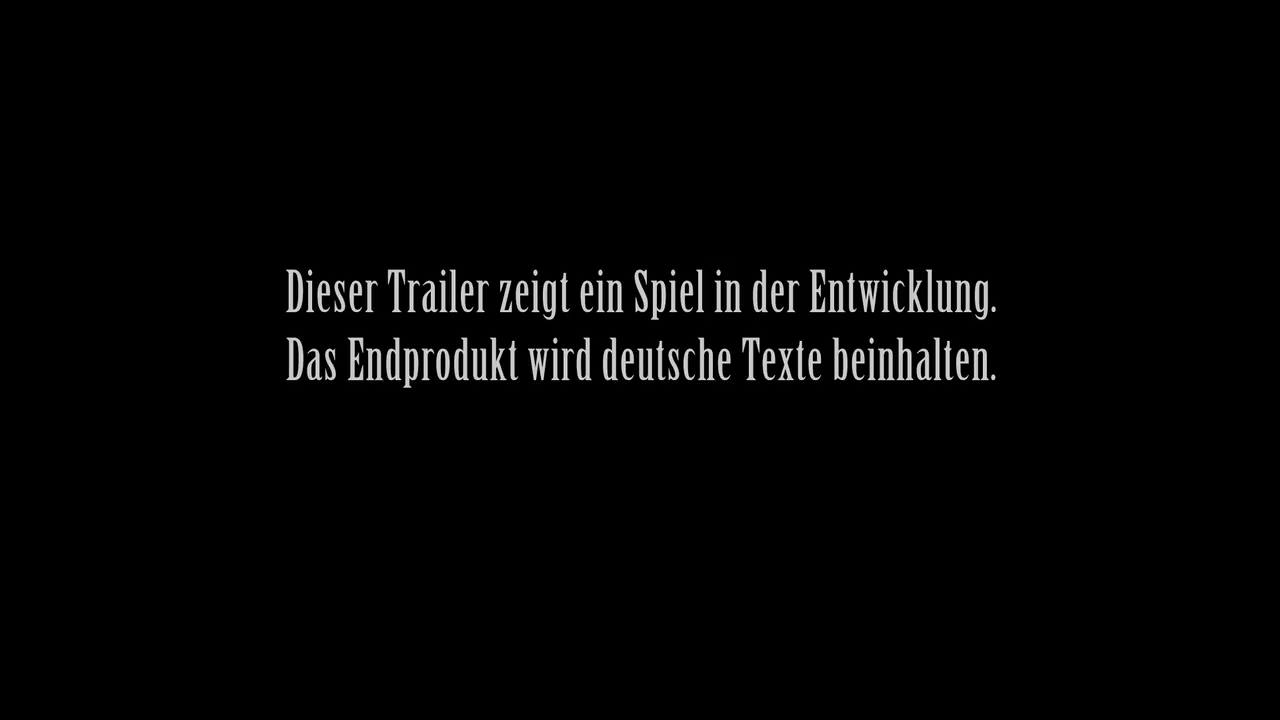 Dieser Trailer zeigt ein Spiel in der Entwicklung.
Das Endprodukt wird deutsche Texte beinhalten.